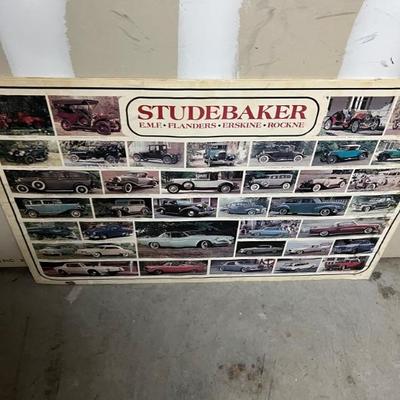 STUDEBAKER
E.M.F. • FLANDERS • ERSKINE • ROCKNE